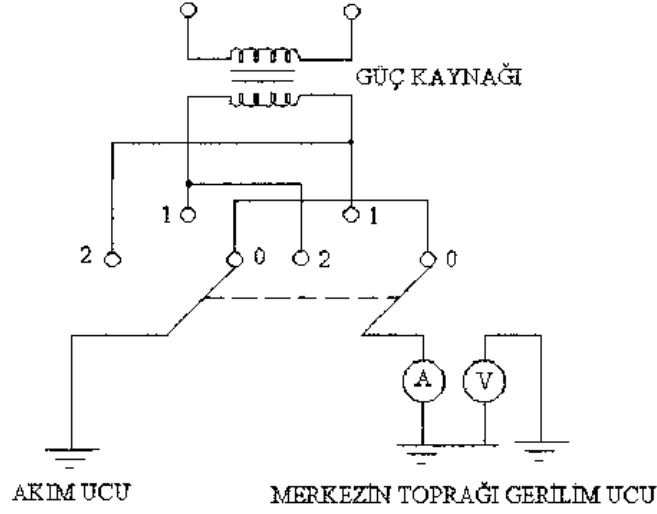 GÜÇ KAYNAĞI
1 1
2 0 2 0
A V
AKIM UCU MERKEZİN TOPRAĞI GERİLİM UCU